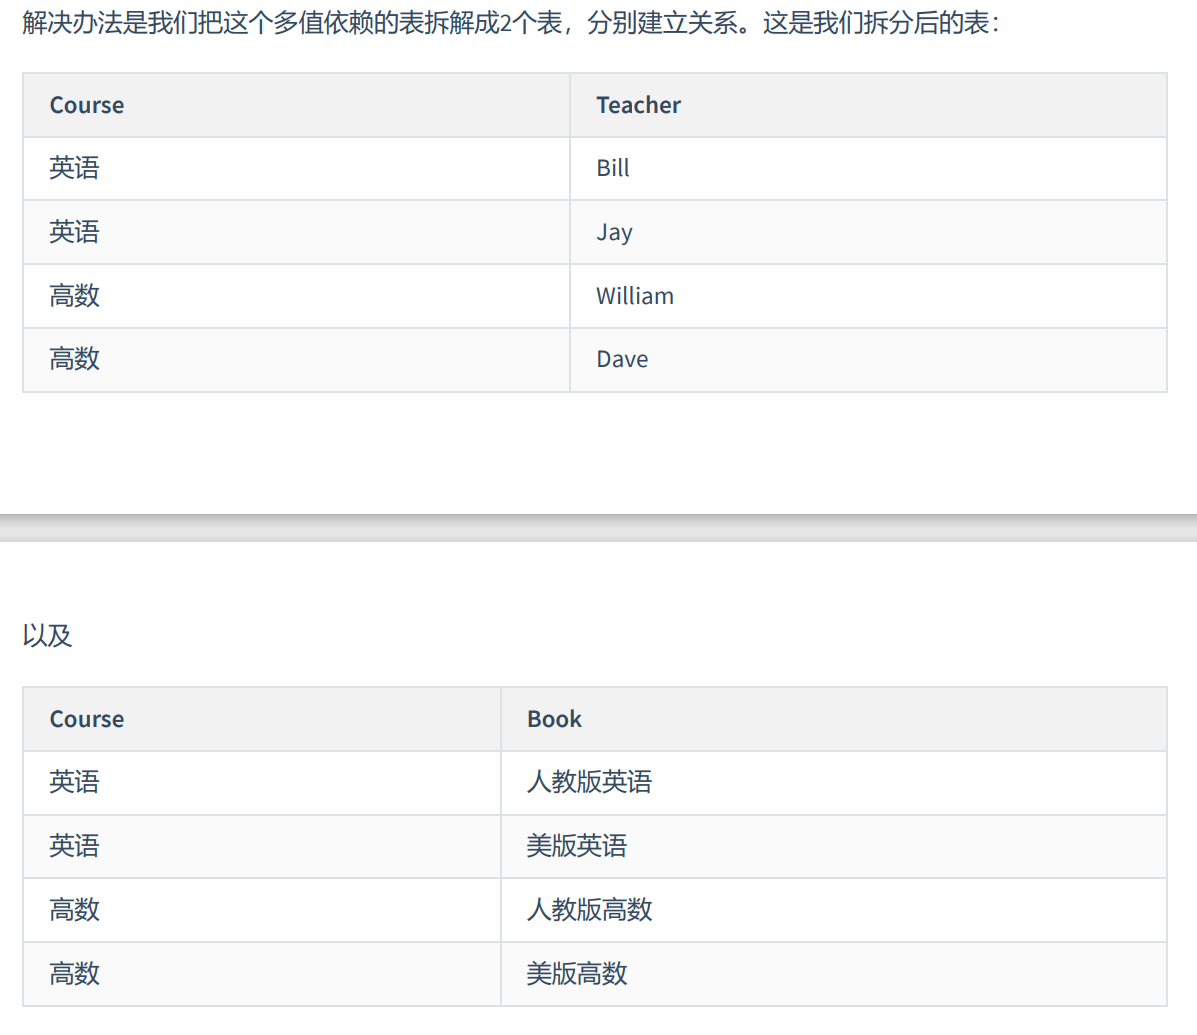 解决办法是我们把这个多值依赖的表拆解成2个表，分别建立关系。这是我们拆分后的表：
Course Teacher
英语 Bill
英语 Jay
高数 William
高数 Dave
以及
Course Book
英语 人教版英语
英语 美版英语
高数 人教版高数
高数 美版高数